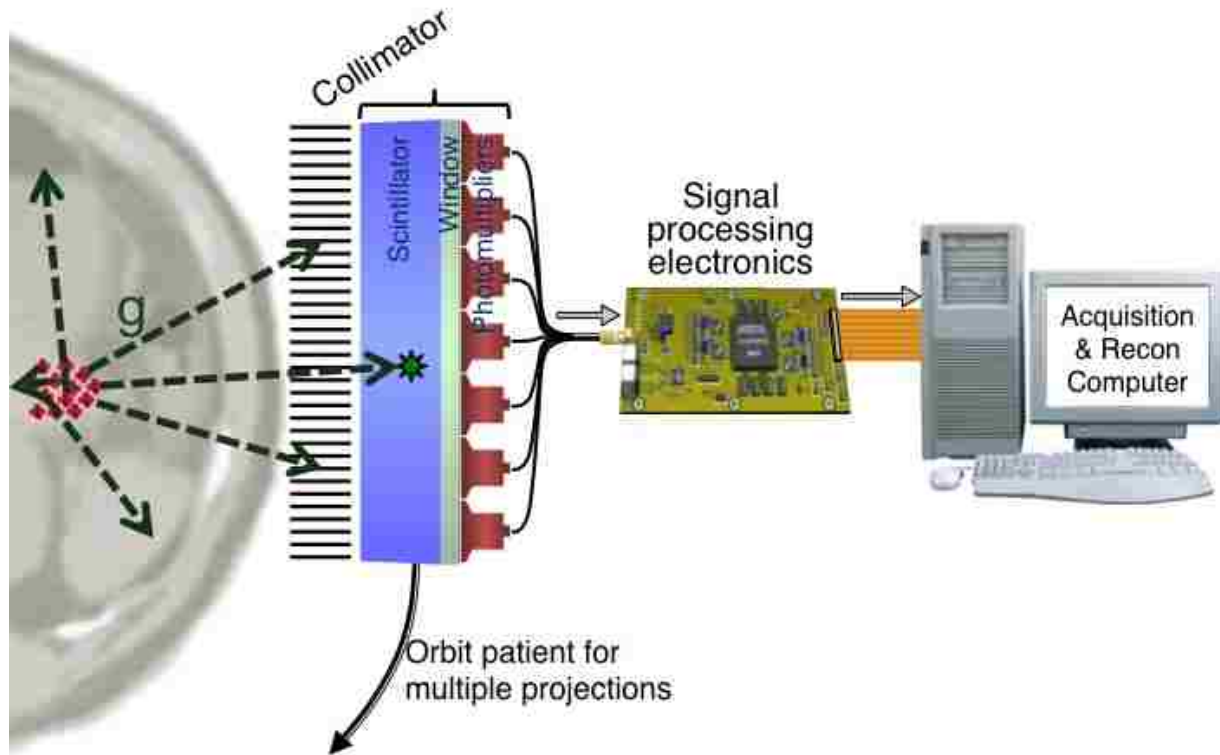 Collimator
Scintillator
Window
Photomultipliers
g
Signal
processing
electronics
Acquisition
& Recon
Computer
Orbit patient for
multiple projections